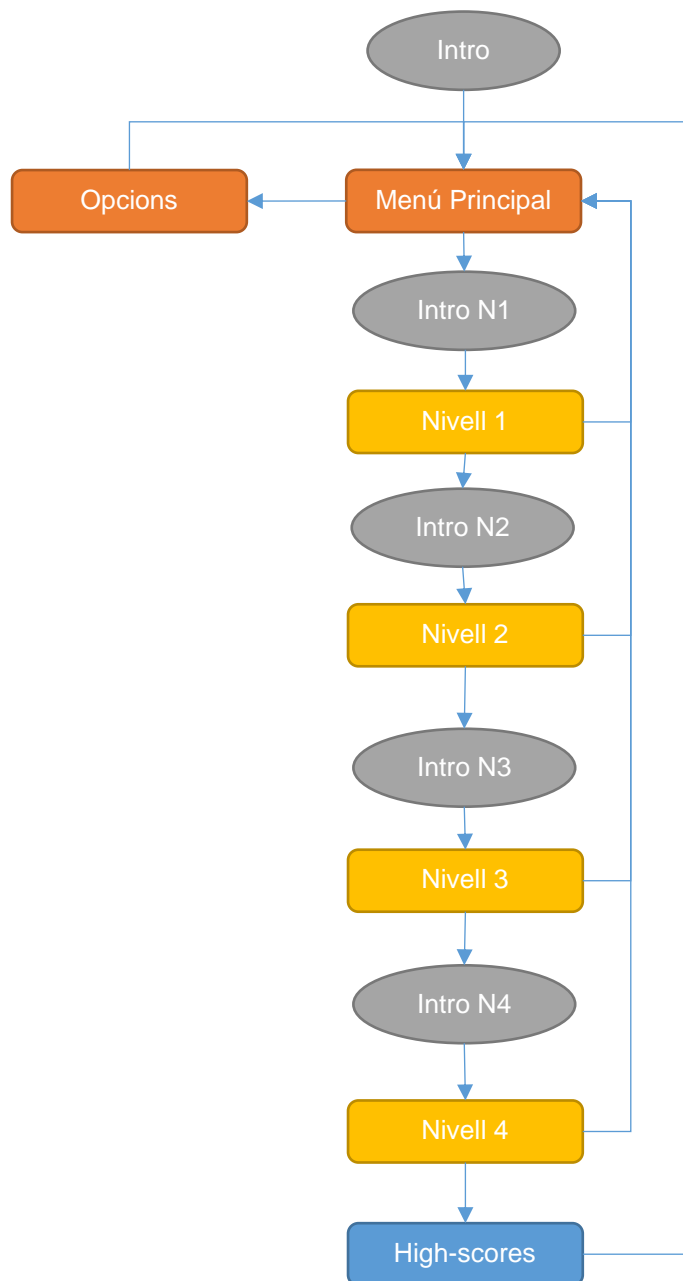 Intro
Opcions
Menú Principal
Intro N1
Nivell 1
Intro N2
Nivell 2
Intro N3
Nivell 3
Intro N4
Nivell 4
High-scores